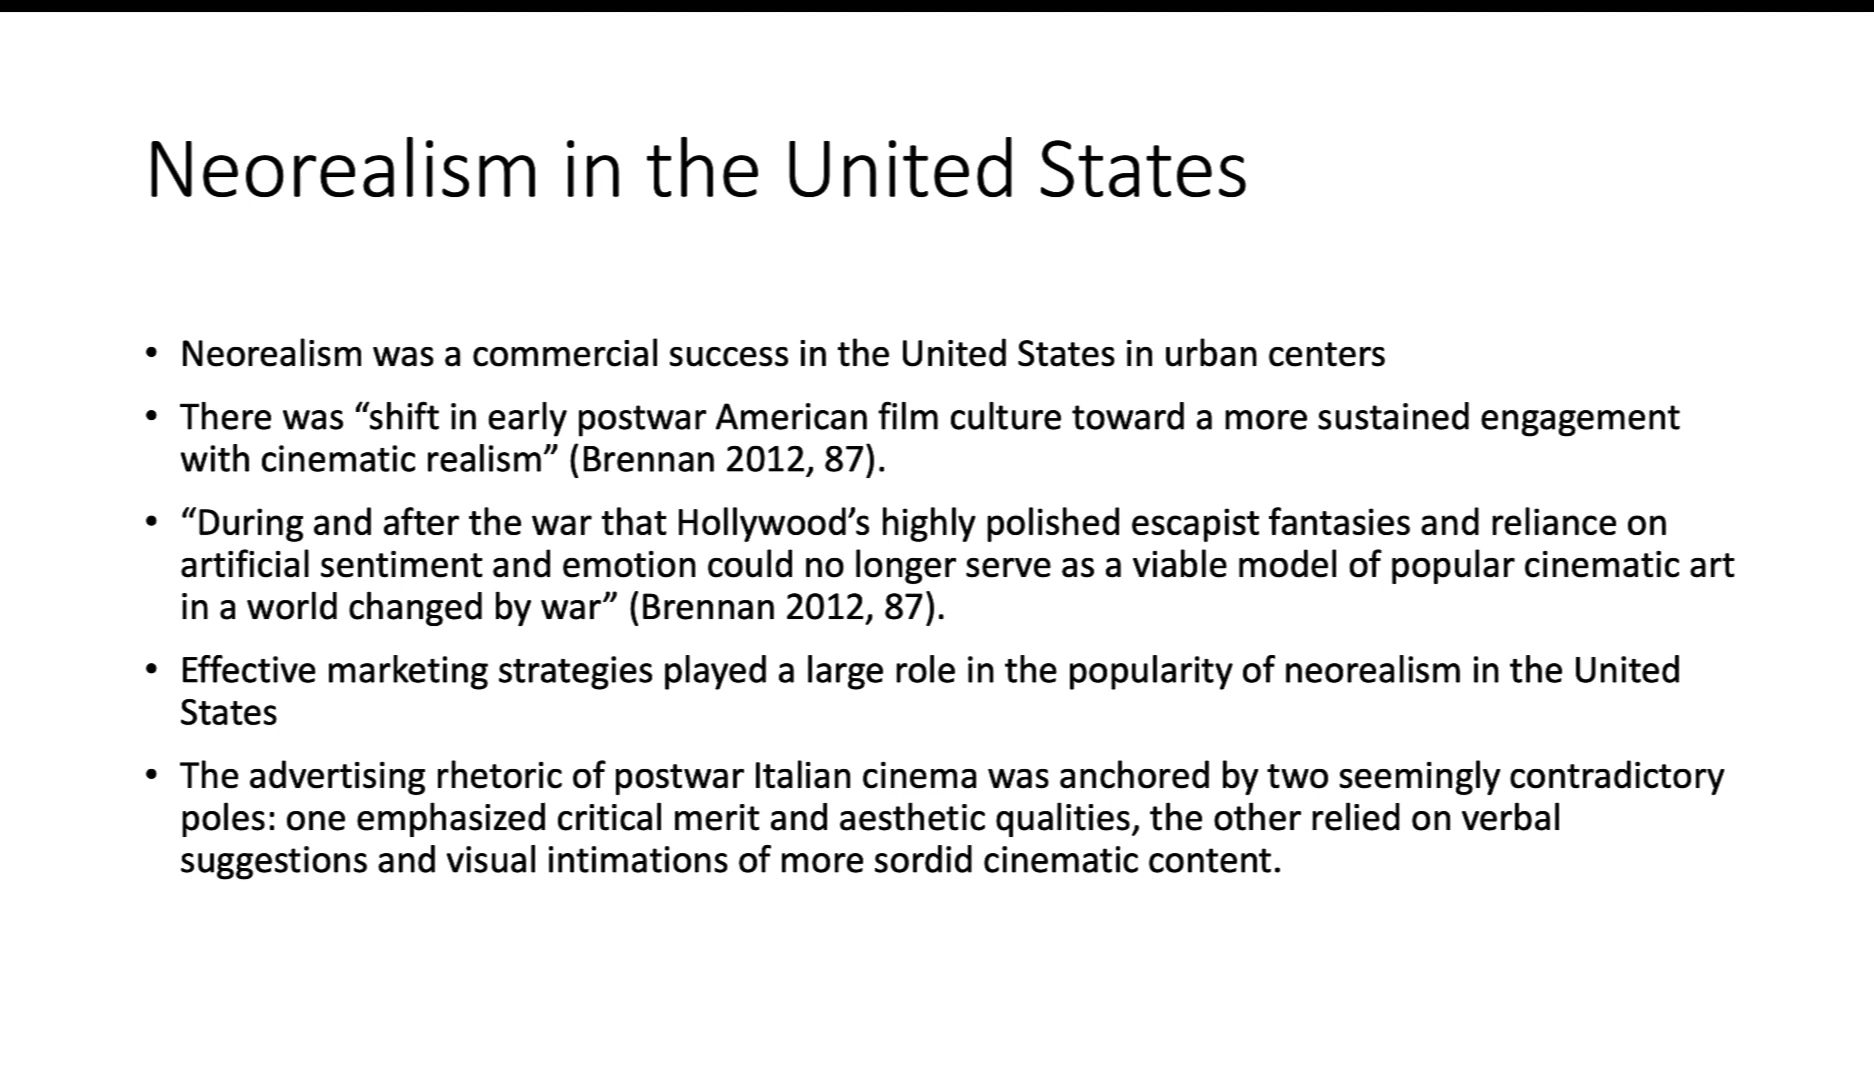 Neorealism in the United States
• Neorealism was a commercial success in the United States in urban centers
• There was “shift in early postwar American film culture toward a more sustained engagement
with cinematic realism” (Brennan 2012, 87).
• “During and after the war that Hollywood’s highly polished escapist fantasies and reliance on
artificial sentiment and emotion could no longer serve as a viable model of popular cinematic art
in a world changed by war” (Brennan 2012, 87).
• Effective marketing strategies played a large role in the popularity of neorealism in the United
States
• The advertising rhetoric of postwar Italian cinema was anchored by two seemingly contradictory
poles: one emphasized critical merit and aesthetic qualities, the other relied on verbal
suggestions and visual intimations of more sordid cinematic content.